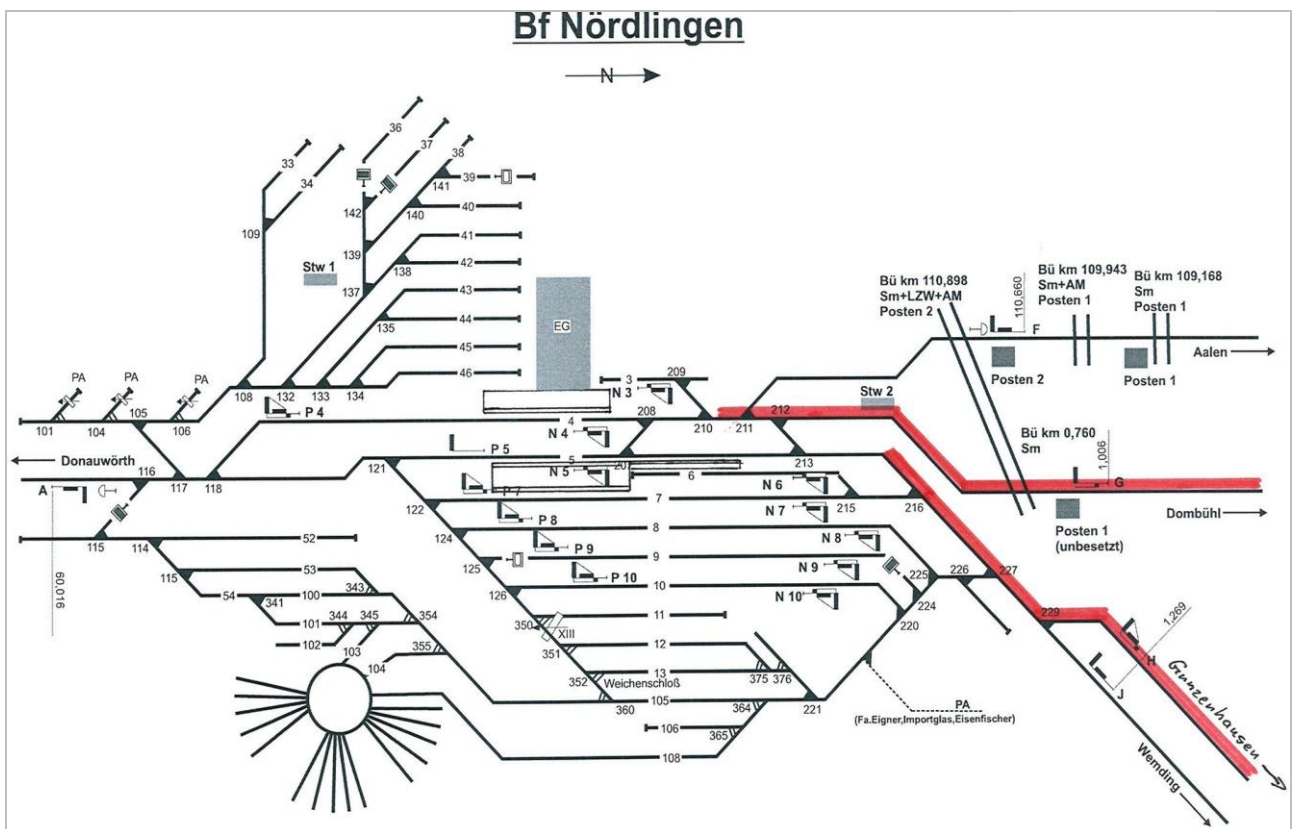 Bf Nördlingen
N
36
37
33
38
34
39
141
142
140
40
109
41
139
Stw 1
138
42
137
43
135
44
EG
45
46
Bü km 110,898
Sm+LZW+AM
Posten 2
Bü km 109,943
Sm+AM
Posten 1
Bü km 109,168
Sm
Posten 1
110,660
F
Aalen
Posten 2
Posten 1
PA
PA
PA
108
132
133
134
3
209
N 3
Stw 2
101
104
105
106
P 4
4
208
210
211
212
N 4
Bü km 0,760
Sm
1,006
Donauwörth
P 5
5
116
117
118
121
N 5
20
6
N 6
213
G
A
P 7
7
N 7
215
216
Dombühl
122
P 8
8
N 8
Posten 1
(unbesetzt)
115
114
52
124
P 9
9
N 9
125
225
226
227
60,016
115
53
343
P 10
10
N 10
126
224
54
100
341
344
345
354
350
XIII
11
220
229
1,269
101
102
103
355
351
12
H
104
352
13
375
376
J
Weichenschloß
360
105
364
221
PA
(Fa.Eigner,Importglas,Eisenfischer)
106
365
108
Gunzenhausen
Wemding